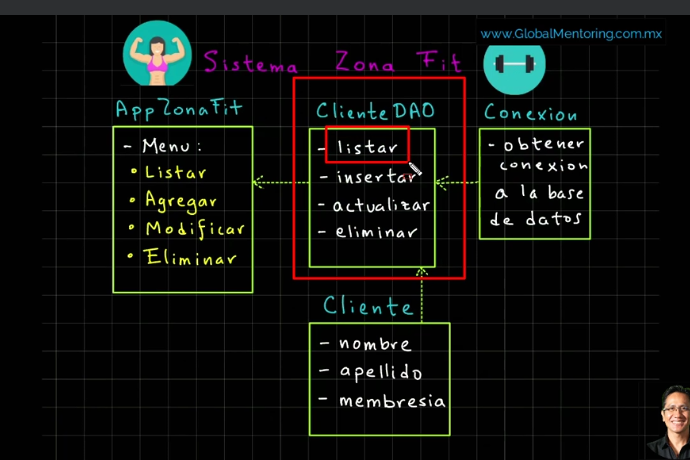 www.GlobalMentoring.com.mx
Sistema Zona Fit
AppZonaFit
- Menu:
• Listar
• Agregar
• Modificar
• Eliminar
ClienteDAO
- listar
- insertar
- actualizar
- eliminar
Conexion
- obtener
conexion
a la base
de datos
Cliente
- nombre
- apellido
- membresia